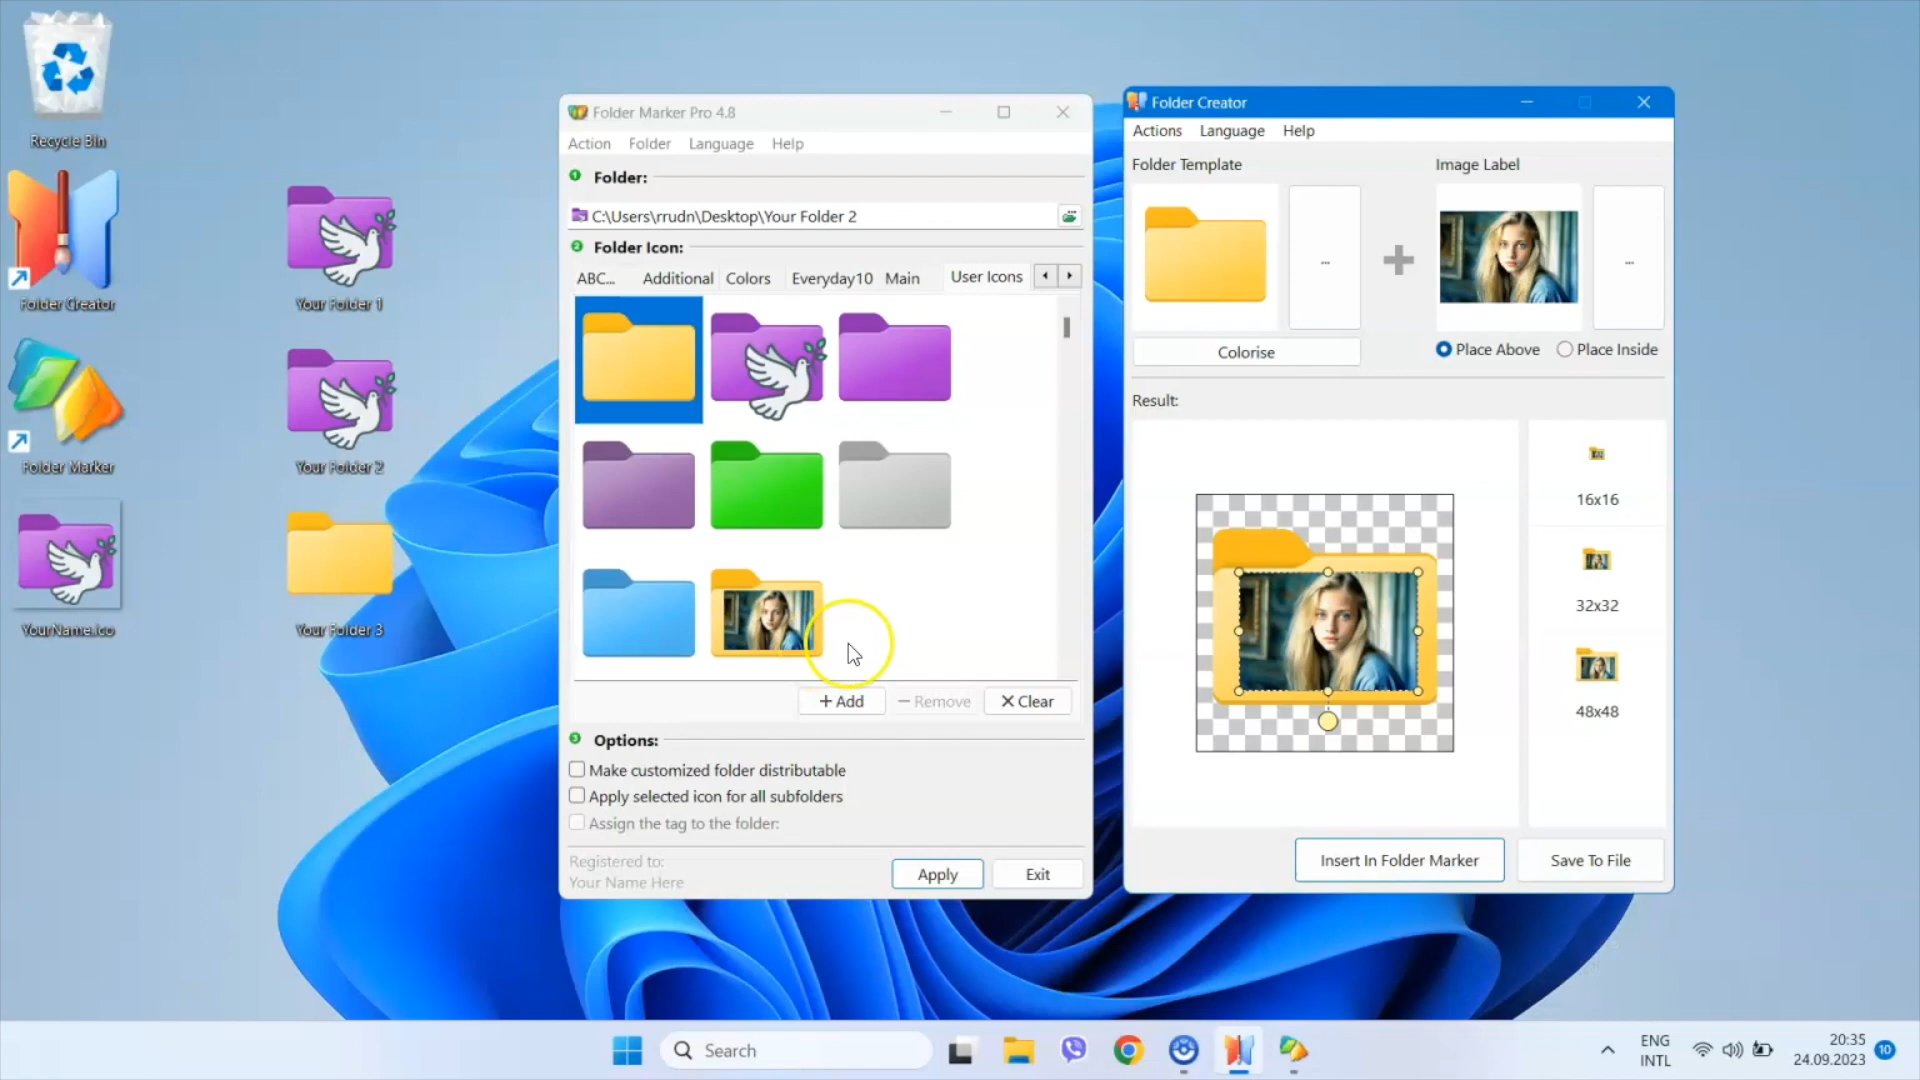 Recycle Bin
Folder Creator
Folder Marker
YourName.ico
Your Folder 1
Your Folder 2
Your Folder 3
Folder Marker Pro 4.8
Action Folder Language Help
1 Folder:
C:\Users\rrudn\Desktop\Your Folder 2
2 Folder Icon:
ABC... Additional Colors Everyday10 Main User Icons
+ Add − Remove X Clear
3 Options:
Make customized folder distributable
Apply selected icon for all subfolders
Assign the tag to the folder:
Registered to:
Your Name Here
Apply Exit
Folder Creator
Actions Language Help
Folder Template
Image Label
...
...
Colorise
Place Above Place Inside
Result:
16x16
32x32
48x48
Insert In Folder Marker Save To File
Search
ENG
INTL
20:35
24.09.2023
10